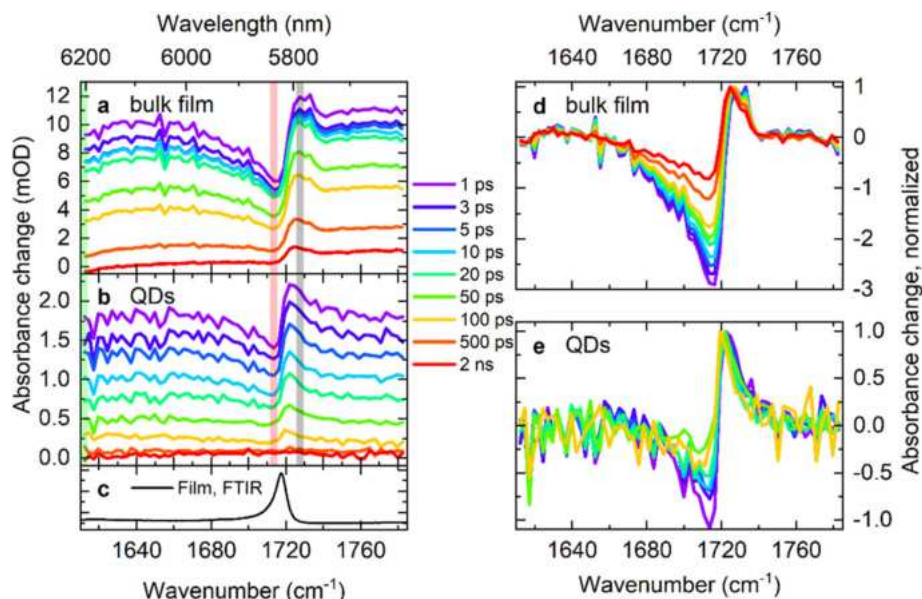 Wavelength (nm)
6200 6000 5800
12
10
8
6
4
2
0
a bulk film
2.0
1.5
1.0
0.5
0.0
b QDs
c Film, FTIR
1640 1680 1720 1760
Wavenumber (cm⁻¹)
Absorbance change (mOD)
1 ps
3 ps
5 ps
10 ps
20 ps
50 ps
100 ps
500 ps
2 ns
Wavenumber (cm⁻¹)
1640 1680 1720 1760
d bulk film
1
0
-1
-2
-3
e QDs
1.0
0.5
0.0
-0.5
-1.0
1640 1680 1720 1760
Wavenumber (cm⁻¹)
Absorbance change, normalized